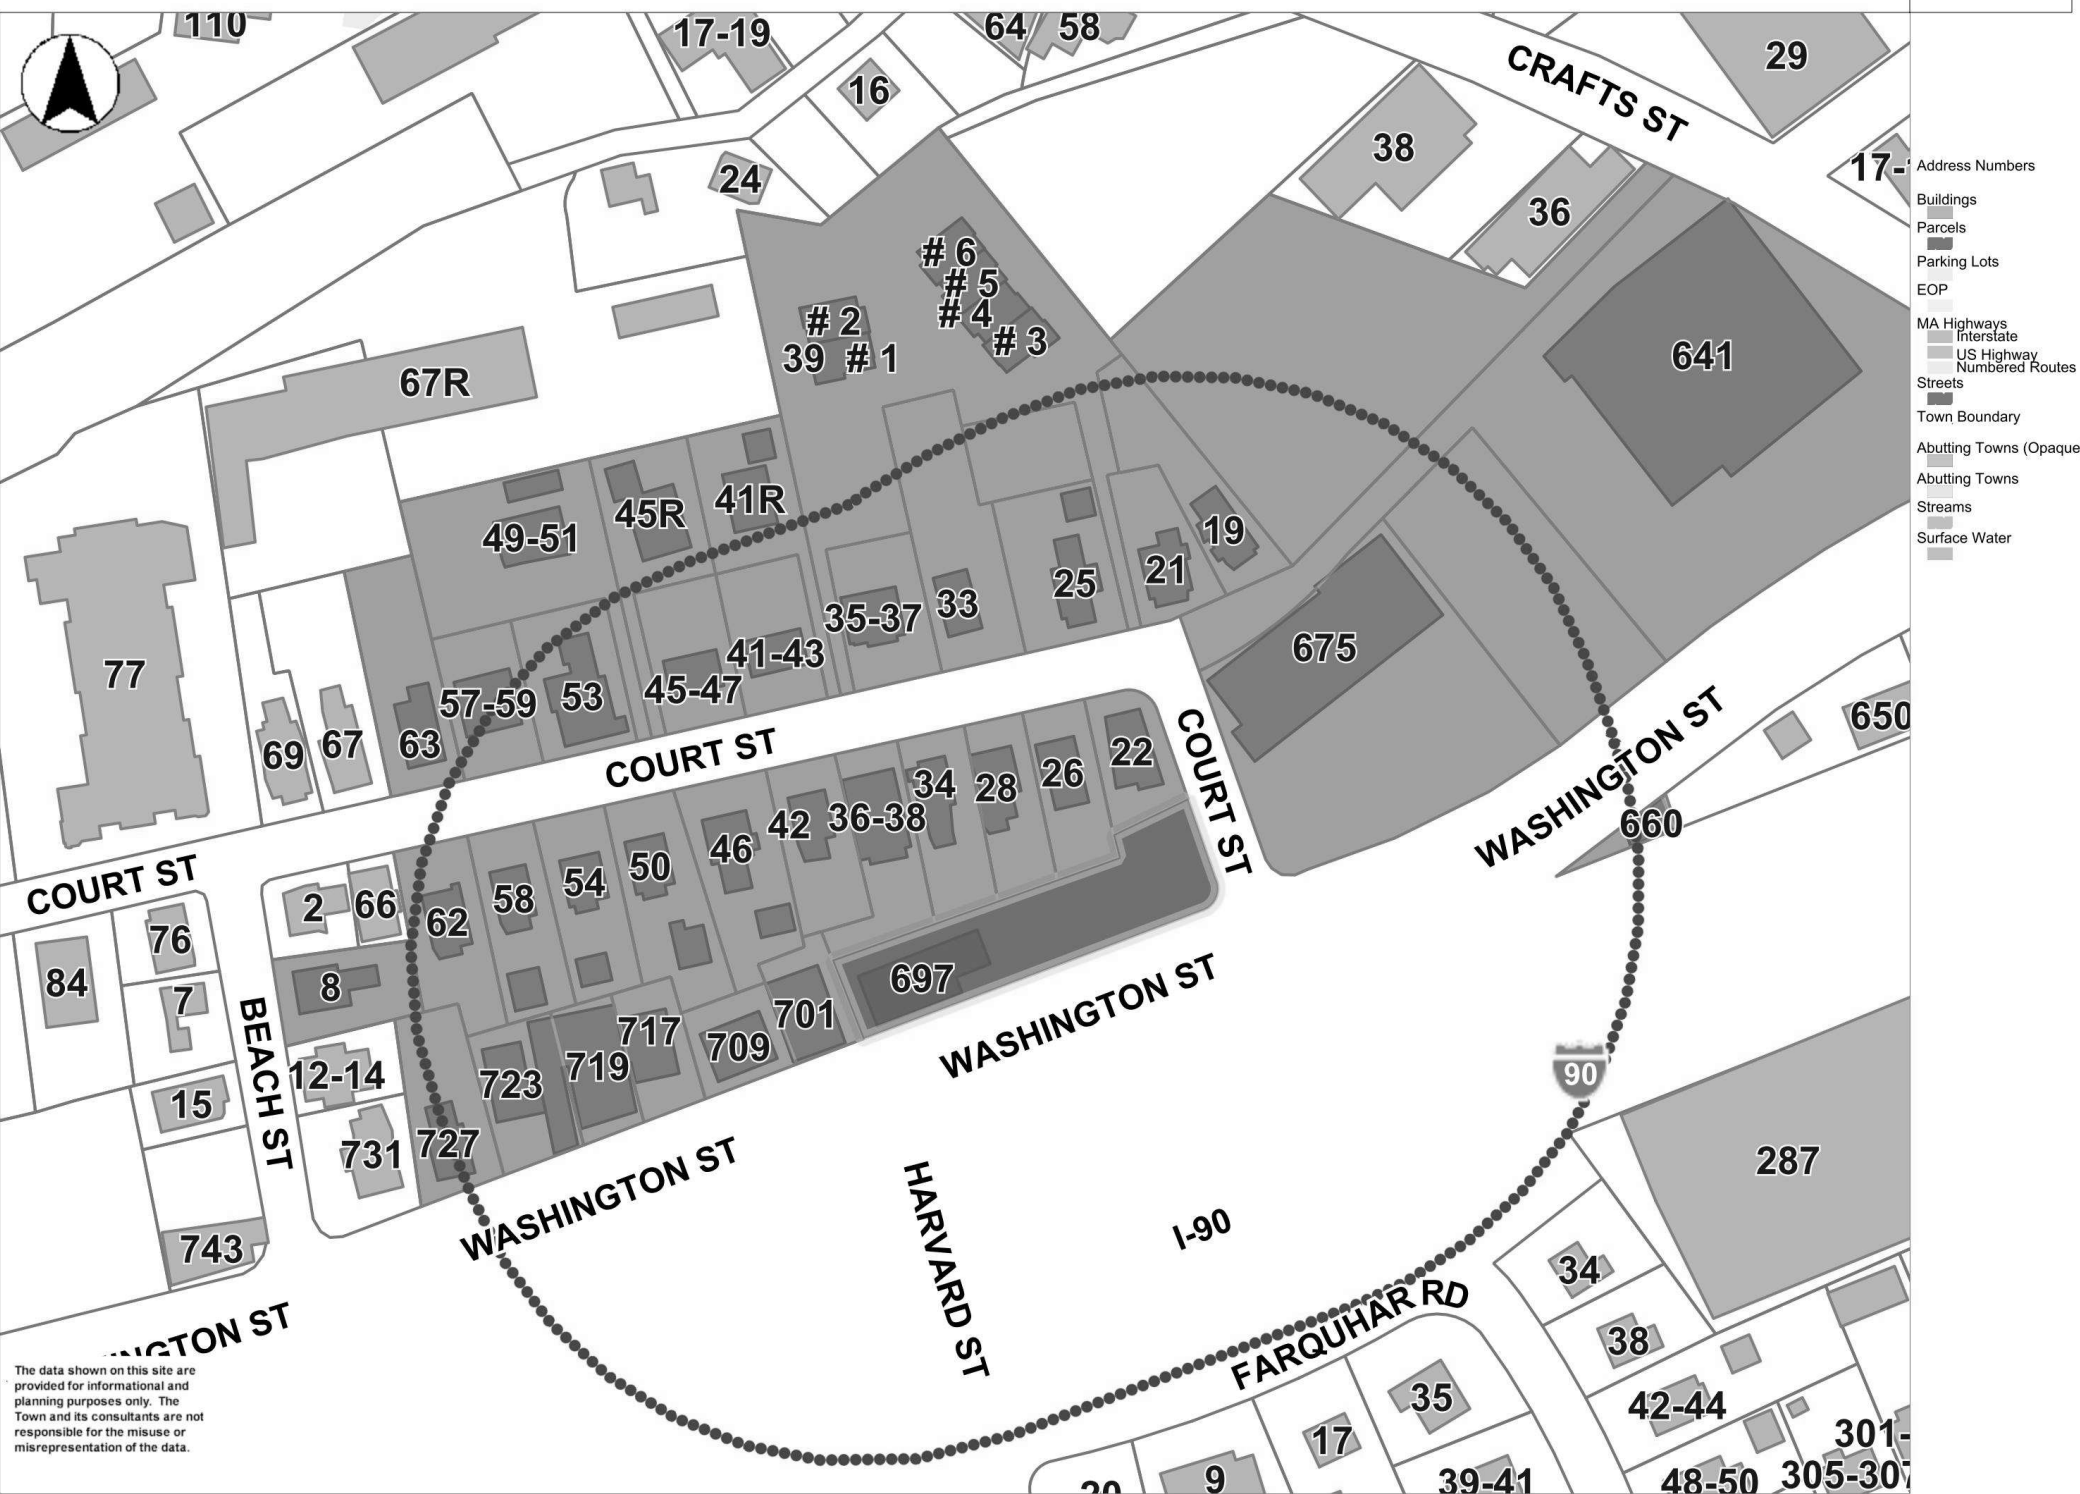 110
17-19
64
58
CRAFTS ST
29
16
38
17-
24
36
# 6
# 5
# 4
# 3
# 2
39 # 1
641
67R
41R
45R
49-51
19
21
25
33
35-37
41-43
45-47
675
77
53
57-59
63
67
69
COURT ST
COURT ST
WASHINGTON ST
650
660
22
26
28
34
36-38
42
46
50
54
58
62
66
2
COURT ST
76
84
7
8
BEACH ST
697
701
709
717
719
723
WASHINGTON ST
12-14
15
731
727
90
287
WASHINGTON ST
HARVARD ST
I-90
743
34
FARQUHAR RD
38
INGTON ST
35
42-44
17
301-
9
39-41
48-50
305-307
Address Numbers
Buildings
Parcels
Parking Lots
EOP
MA Highways
Interstate
US Highway
Numbered Routes
Streets
Town Boundary
Abutting Towns (Opaque
Abutting Towns
Streams
Surface Water
The data shown on this site are
provided for informational and
planning purposes only. The
Town and its consultants are not
responsible for the misuse or
misrepresentation of the data.